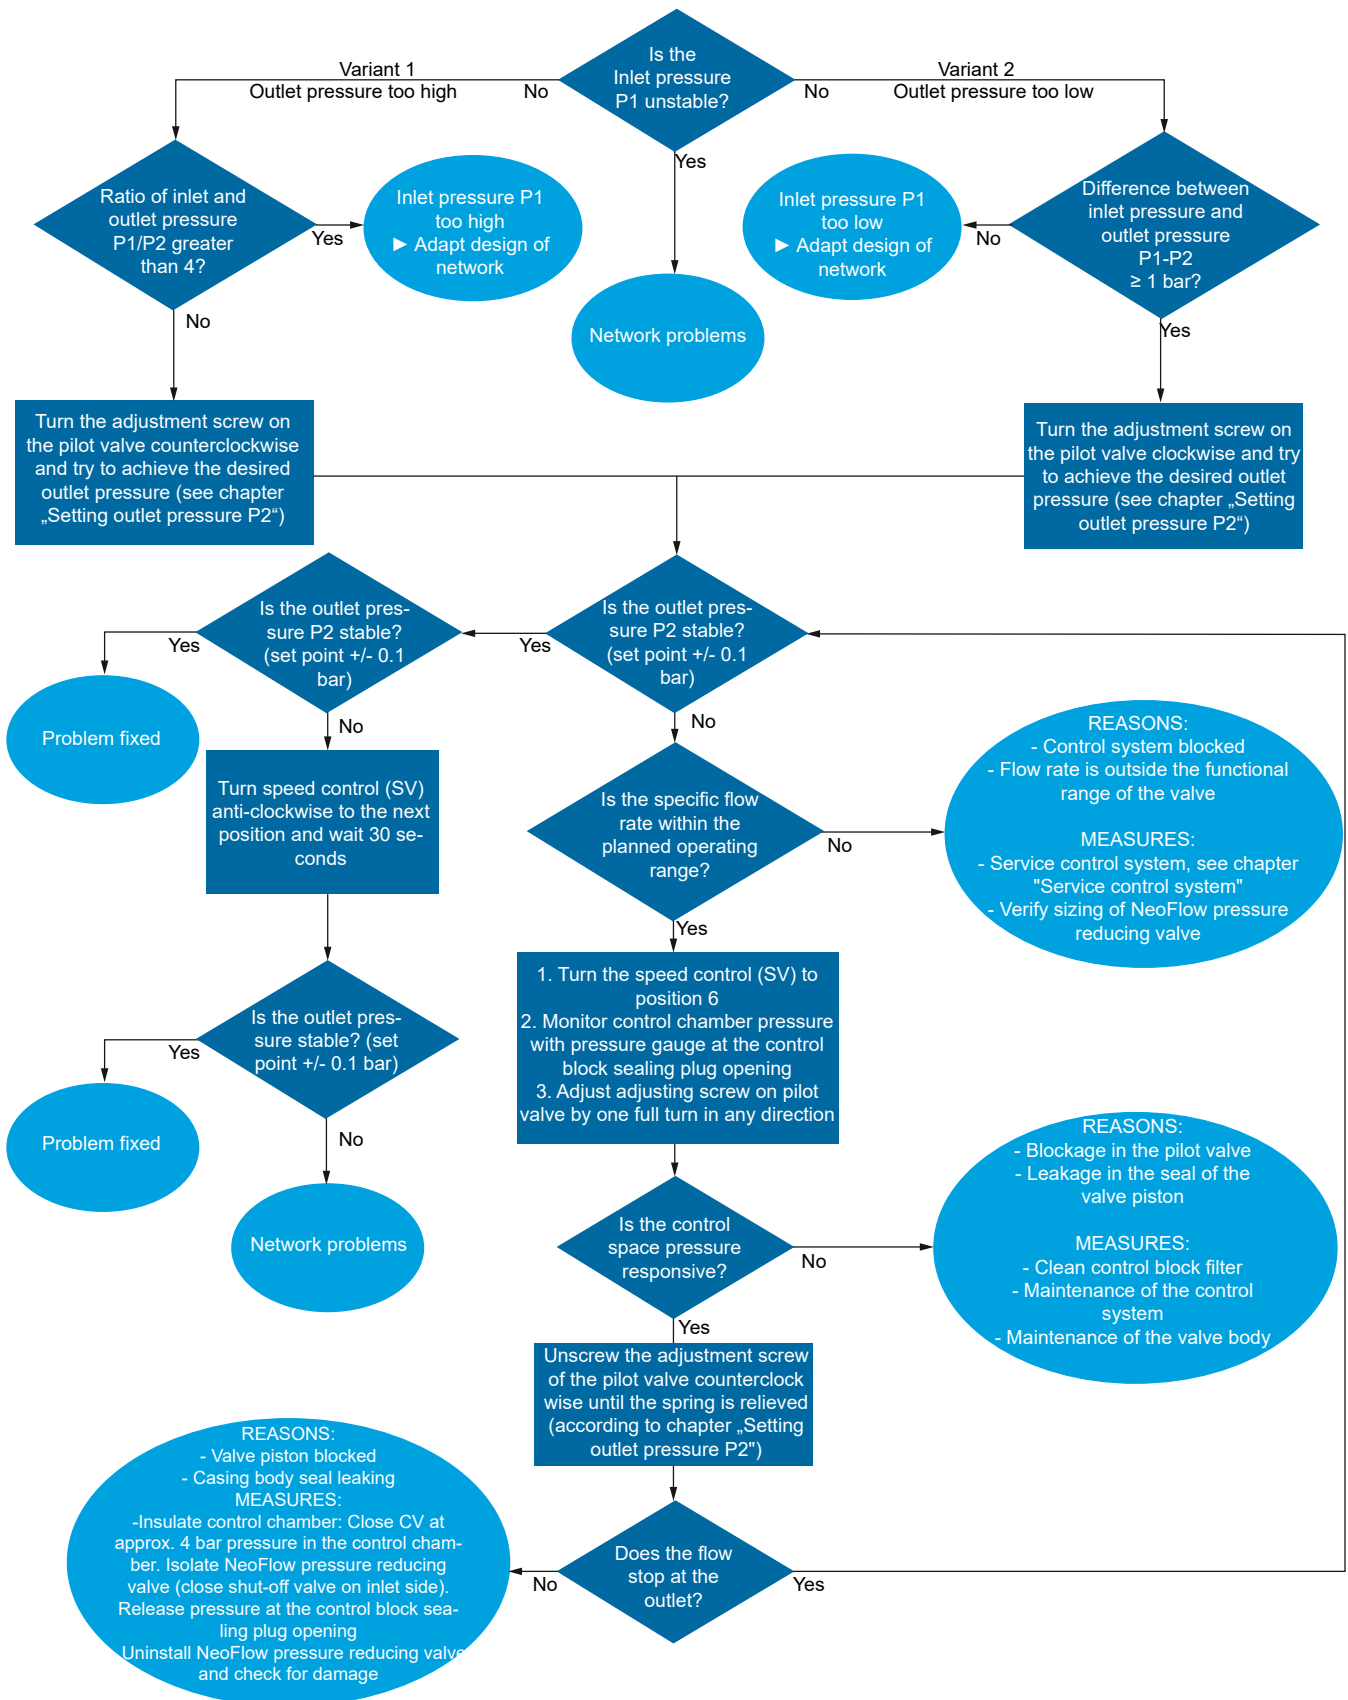 Is the
Inlet pressure
P1 unstable?
Variant 1
Outlet pressure too high
No
Variant 2
No
Outlet pressure too low
Yes
Ratio of inlet and
outlet pressure
P1/P2 greater
than 4?
Yes
Inlet pressure P1
too high
► Adapt design of
network
Inlet pressure P1
too low
► Adapt design of
network
No
Difference between
inlet pressure and
outlet pressure
P1-P2
≥ 1 bar?
No
Network problems
Yes
Turn the adjustment screw on
the pilot valve counterclockwise
and try to achieve the desired
outlet pressure (see chapter
„Setting outlet pressure P2“)
Turn the adjustment screw on
the pilot valve clockwise and try
to achieve the desired outlet
pressure (see chapter „Setting
outlet pressure P2“)
Is the outlet pres-
sure P2 stable?
(set point +/- 0.1
bar)
Yes
Is the outlet pres-
sure P2 stable?
(set point +/- 0.1
bar)
Yes
Problem fixed
No
No
Turn speed control (SV)
anti-clockwise to the next
position and wait 30 se-
conds
Is the specific flow
rate within the
planned operating
range?
No
REASONS:
- Control system blocked
- Flow rate is outside the functional
range of the valve
MEASURES:
- Service control system, see chapter
"Service control system"
- Verify sizing of NeoFlow pressure
reducing valve
Yes
1. Turn the speed control (SV) to
position 6
2. Monitor control chamber pressure
with pressure gauge at the control
block sealing plug opening
3. Adjust adjusting screw on pilot
valve by one full turn in any direction
Is the outlet pres-
sure stable? (set
point +/- 0.1 bar)
Yes
Problem fixed
No
Network problems
Is the control
space pressure
responsive?
No
REASONS:
- Blockage in the pilot valve
- Leakage in the seal of the
valve piston
MEASURES:
- Clean control block filter
- Maintenance of the control
system
- Maintenance of the valve body
Yes
Unscrew the adjustment screw
of the pilot valve counterclock
wise until the spring is relieved
(according to chapter „Setting
outlet pressure P2")
Does the flow
stop at the
outlet?
No
Yes
REASONS:
- Valve piston blocked
- Casing body seal leaking
MEASURES:
-Insulate control chamber: Close CV at
approx. 4 bar pressure in the control cham-
ber. Isolate NeoFlow pressure reducing
valve (close shut-off valve on inlet side).
Release pressure at the control block sea-
ling plug opening
Uninstall NeoFlow pressure reducing valve
and check for damage